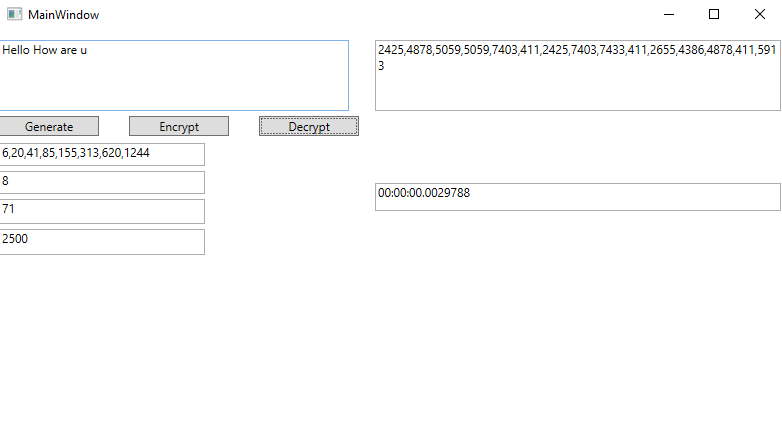 MainWindow
Hello How are u
2425,4878,5059,5059,7403,411,2425,7403,7433,411,2655,4386,4878,411,591
3
Generate
Encrypt
Decrypt
6,20,41,85,155,313,620,1244
8
00:00:00.0029788
71
2500